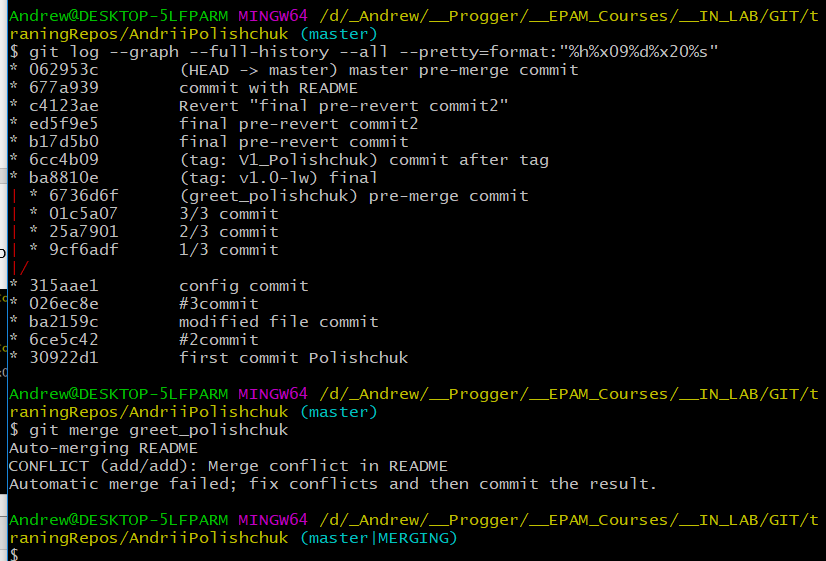 Andrew@DESKTOP-5LFPARM MINGW64 /d/_Andrew/__Progger/__EPAM_Courses/__IN_LAB/GIT/t
raningRepos/AndriiPolishchuk (master)
$ git log --graph --full-history --all --pretty=format:"%h%x09%d%x20%s"
* 062953c (HEAD -> master) master pre-merge commit
* 677a939 commit with README
* c4123ae Revert "final pre-revert commit2"
* ed5f9e5 final pre-revert commit2
* b17d5b0 final pre-revert commit
* 6cc4b09 (tag: V1_Polishchuk) commit after tag
* ba8810e (tag: v1.0-lw) final
| * 6736d6f (greet_polishchuk) pre-merge commit
| * 01c5a07 3/3 commit
| * 25a7901 2/3 commit
| * 9cf6adf 1/3 commit
|/
* 315aae1 config commit
* 026ec8e #3commit
* ba2159c modified file commit
* 6ce5c42 #2commit
* 30922d1 first commit Polishchuk
Andrew@DESKTOP-5LFPARM MINGW64 /d/_Andrew/__Progger/__EPAM_Courses/__IN_LAB/GIT/t
raningRepos/AndriiPolishchuk (master)
$ git merge greet_polishchuk
Auto-merging README
CONFLICT (add/add): Merge conflict in README
Automatic merge failed; fix conflicts and then commit the result.
Andrew@DESKTOP-5LFPARM MINGW64 /d/_Andrew/__Progger/__EPAM_Courses/__IN_LAB/GIT/t
raningRepos/AndriiPolishchuk (master|MERGING)
$